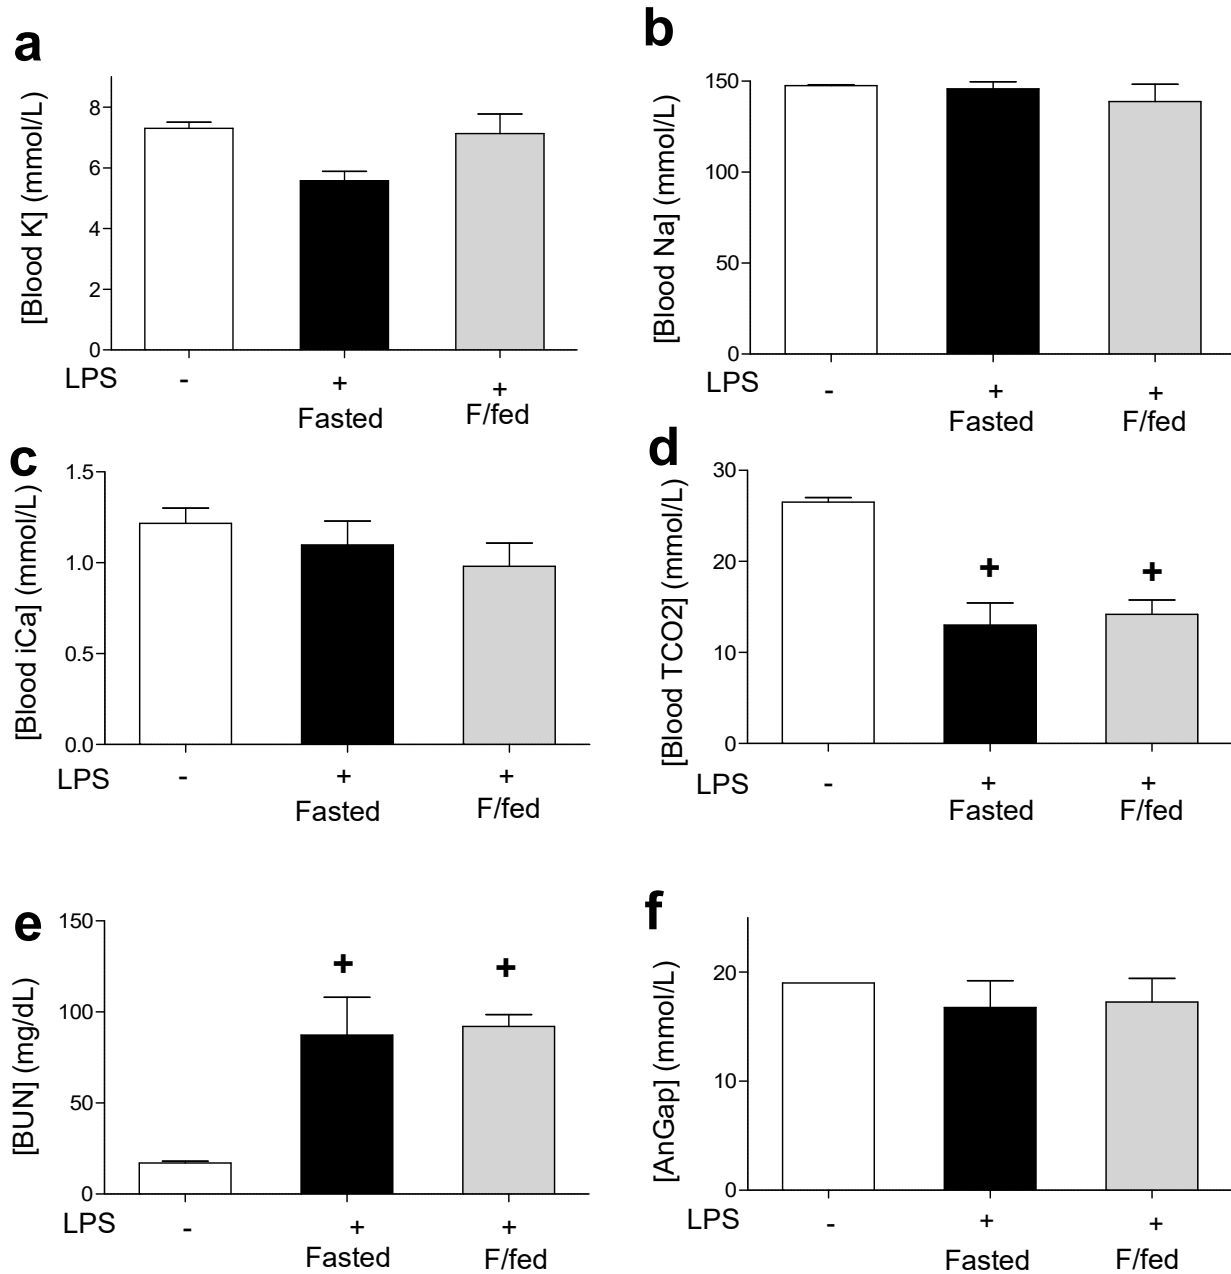 a
[Blood K] (mmol/L)
8
6
4
2
0
LPS - + +
Fasted F/fed
b
[Blood Na] (mmol/L)
150
100
50
0
LPS - + +
Fasted F/fed
c
[Blood iCa] (mmol/L)
1.5
1.0
0.5
0.0
LPS - + +
Fasted F/fed
d
[Blood TCO2] (mmol/L)
30
20
10
0
+ +
LPS - + +
Fasted F/fed
e
[BUN] (mg/dL)
150
100
50
0
+ +
LPS - + +
Fasted F/fed
f
[AnGap] (mmol/L)
20
10
0
LPS - + +
Fasted F/fed